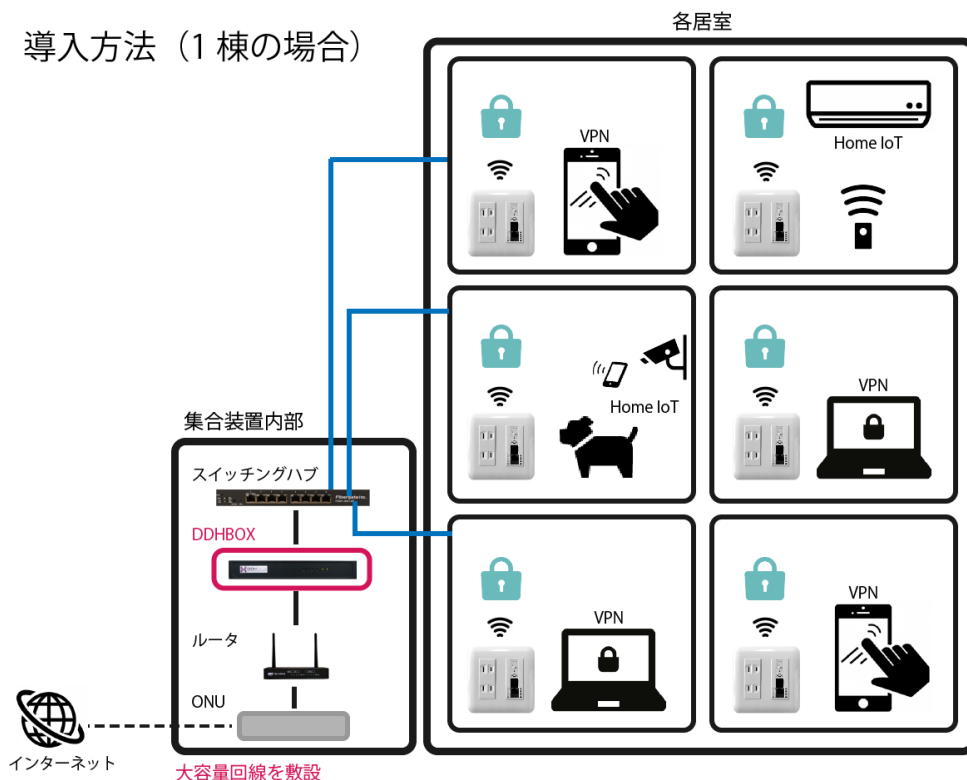 導入方法（1 棟の場合）
各居室
VPN
Home IoT
Home IoT
VPN
VPN
VPN
集合装置内部
スイッチングハブ
DDHBOX
ルータ
ONU
インターネット
大容量回線を敷設